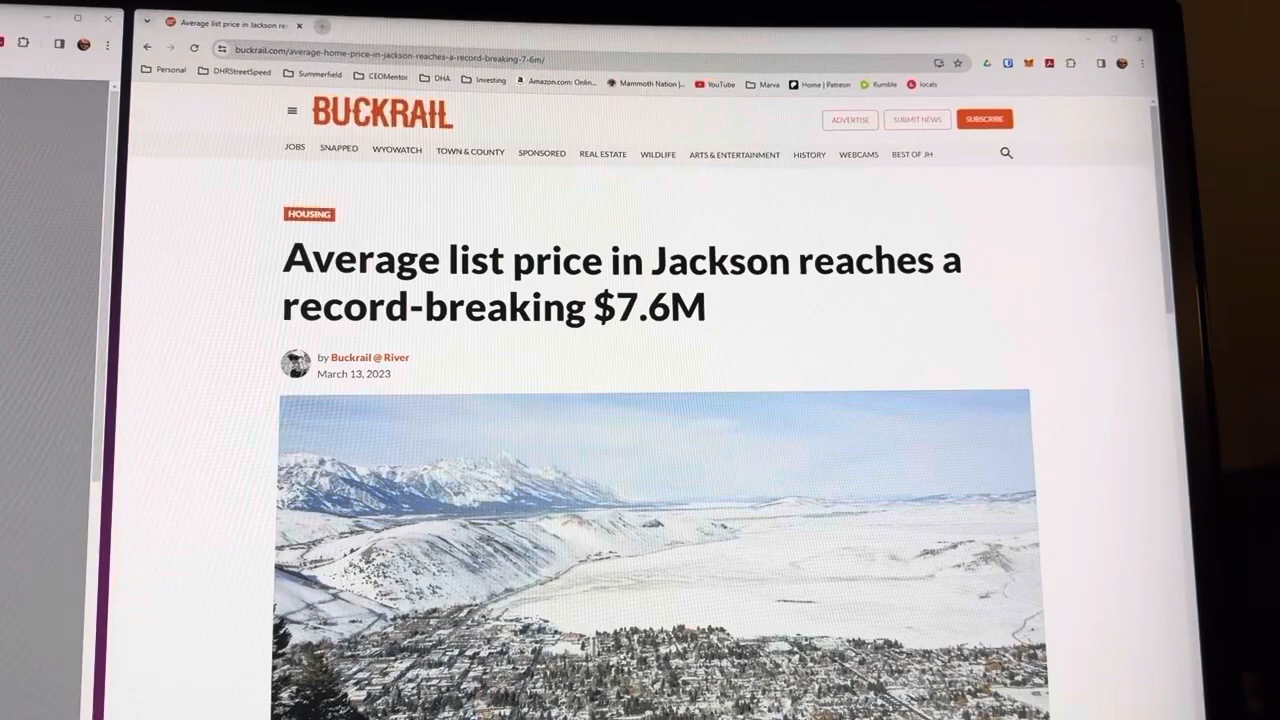 Average list price in Jackson re
buckrail.com/average-home-price-in-jackson-reaches-a-record-breaking-7-6m/
Personal DHRStreetSpeed Summerfield CEOMentor DHA Investing Amazon.com: Onlin... Mammoth Nation |... YouTube Marva Home | Patreon Rumble locals
BUCKRAIL
ADVERTISE SUBMIT NEWS SUBSCRIBE
JOBS SNAPPED WYOWATCH TOWN & COUNTY SPONSORED REAL ESTATE WILDLIFE ARTS & ENTERTAINMENT HISTORY WEBCAMS BEST OF JH
HOUSING
Average list price in Jackson reaches a
record-breaking $7.6M
by Buckrail @ River
March 13, 2023